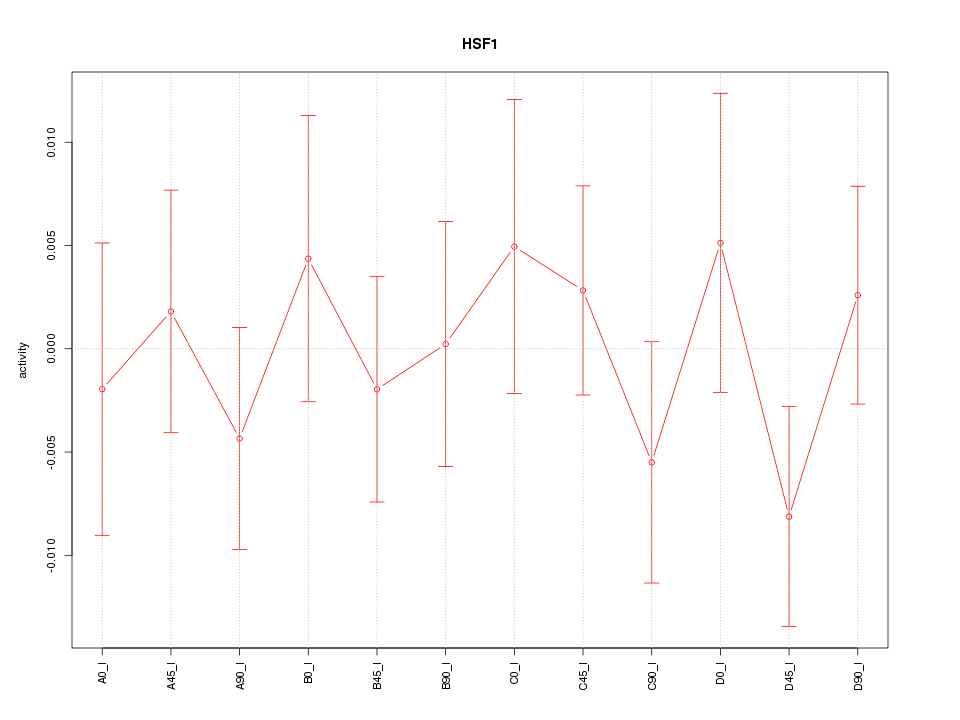 HSF1
activity
0.010
0.005
0.000
-0.005
-0.010
A0_I
A45_I
A90_I
B0_I
B45_I
B90_I
C0_I
C45_I
C90_I
D0_I
D45_I
D90_I